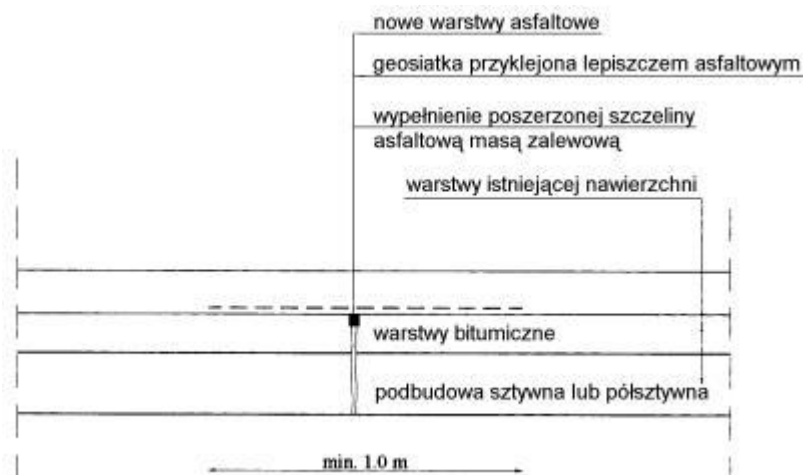 nowe warstwy asfaltowe
geosiatka przyklejona lepiszczem asfaltowym
wypełnienie poszerzonej szczeliny
asfaltową masą zalewową
warstwy istniejącej nawierzchni
warstwy bitumiczne
podbudowa sztywna lub półsztywna
min. 1.0 m